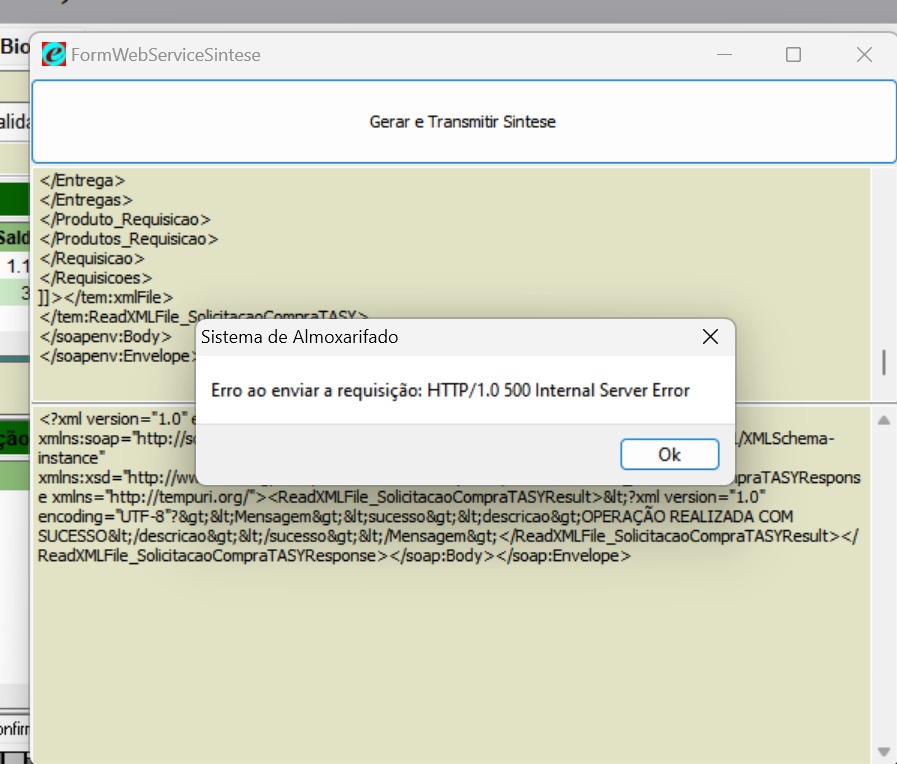 Bio
FormWebServiceSintese
Gerar e Transmitir Sintese
</Entrega>
</Entregas>
</Produto_Requisicao>
</Produtos_Requisicao>
</Requisicao>
</Requisicoes>
]]></tem:xmlFile>
</tem:ReadXMLFile_SolicitacaoCompraTASY>
</soapenv:Body>
</soapenv:Envelope>
Sistema de Almoxarifado
Erro ao enviar a requisição: HTTP/1.0 500 Internal Server Error
Ok
<?xml version="1.0" e
xmlns:soap="http://sc /XMLSchema-
instance"
xmlns:xsd="http://ww praTASYRespons
e xmlns="http://tempuri.org/"><ReadXMLFile_SolicitacaoCompraTASYResult>&lt;?xml version="1.0"
encoding="UTF-8"?&gt;&lt;Mensagem&gt;&lt;sucesso&gt;&lt;descricao&gt;OPERAÇÃO REALIZADA COM
SUCESSO&lt;/descricao&gt;&lt;/sucesso&gt;&lt;/Mensagem&gt;</ReadXMLFile_SolicitacaoCompraTASYResult></
ReadXMLFile_SolicitacaoCompraTASYResponse></soap:Body></soap:Envelope>
alida
Sald
1.1
3
ção
onfirm